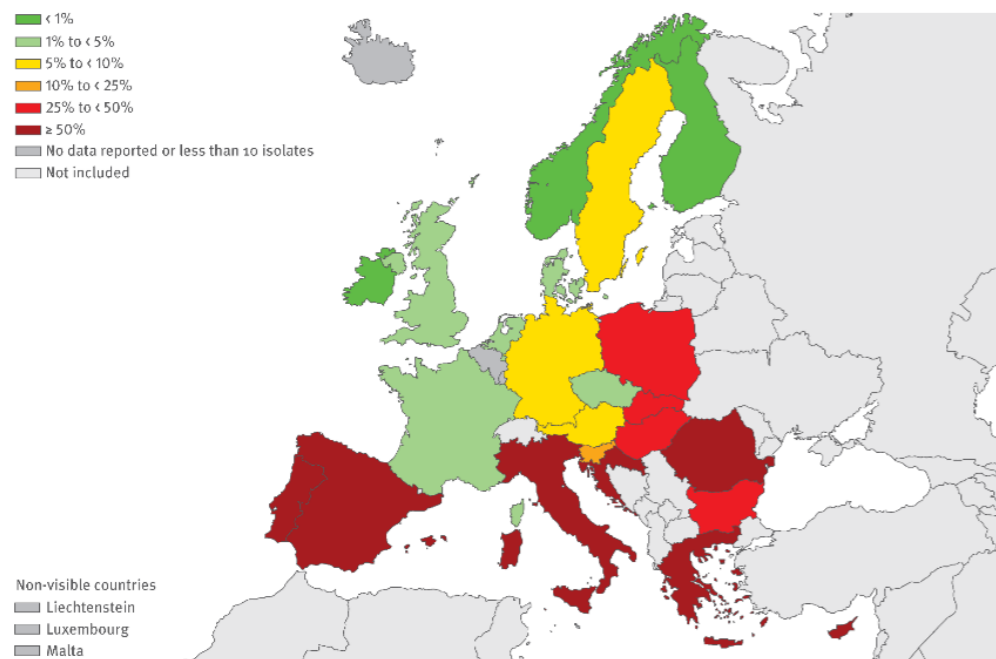 < 1%
1% to < 5%
5% to < 10%
10% to < 25%
25% to < 50%
≥ 50%
No data reported or less than 10 isolates
Not included
Non-visible countries
Liechtenstein
Luxembourg
Malta